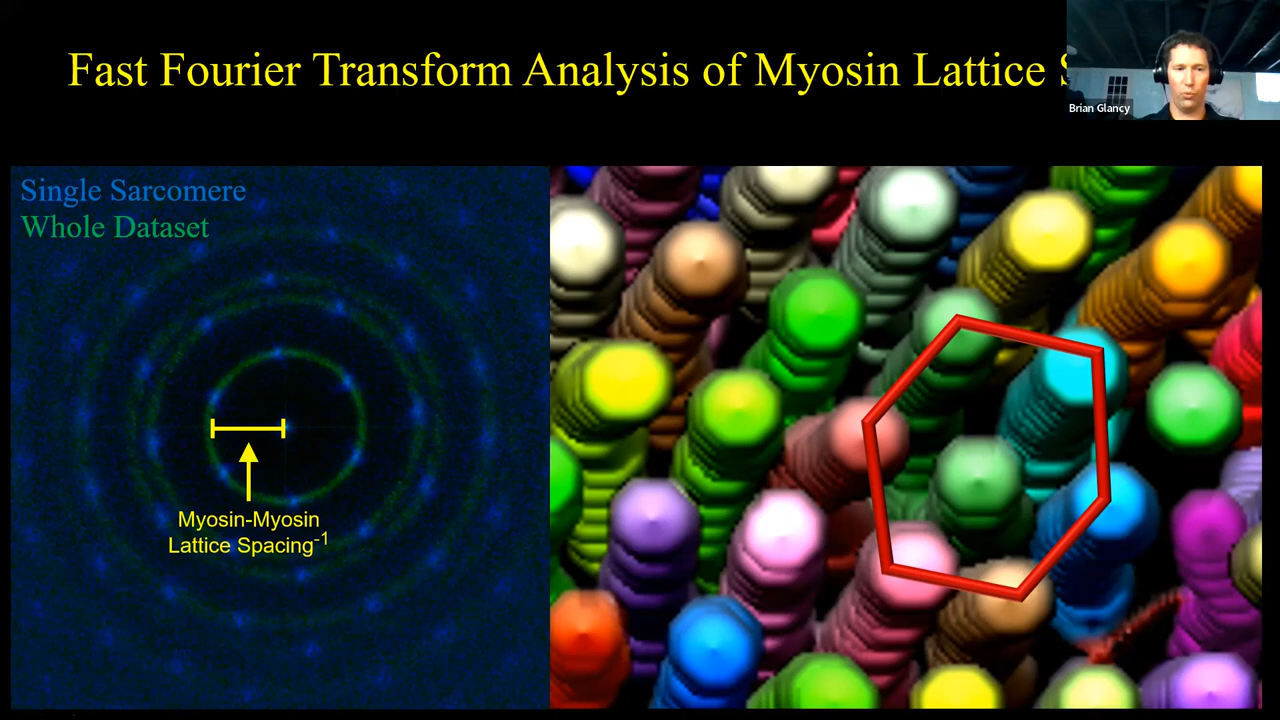 Fast Fourier Transform Analysis of Myosin Lattice
Brian Glancy
Single Sarcomere
Whole Dataset
Myosin-Myosin
Lattice Spacing⁻¹